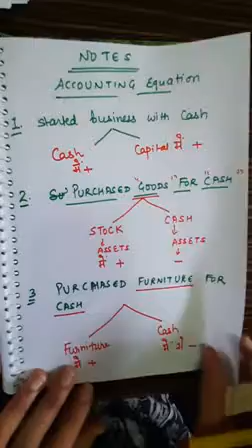 NOTES
ACCOUNTING Equation
1. Started business with Cash
Cash में + Capital में +
2. PURCHASED "GOODS" FOR "CASH"
STOCK CASH
ASSETS ASSETS
में + -
3 PURCHASED FURNITURE FOR
CASH
Furniture Cash
में + में से -